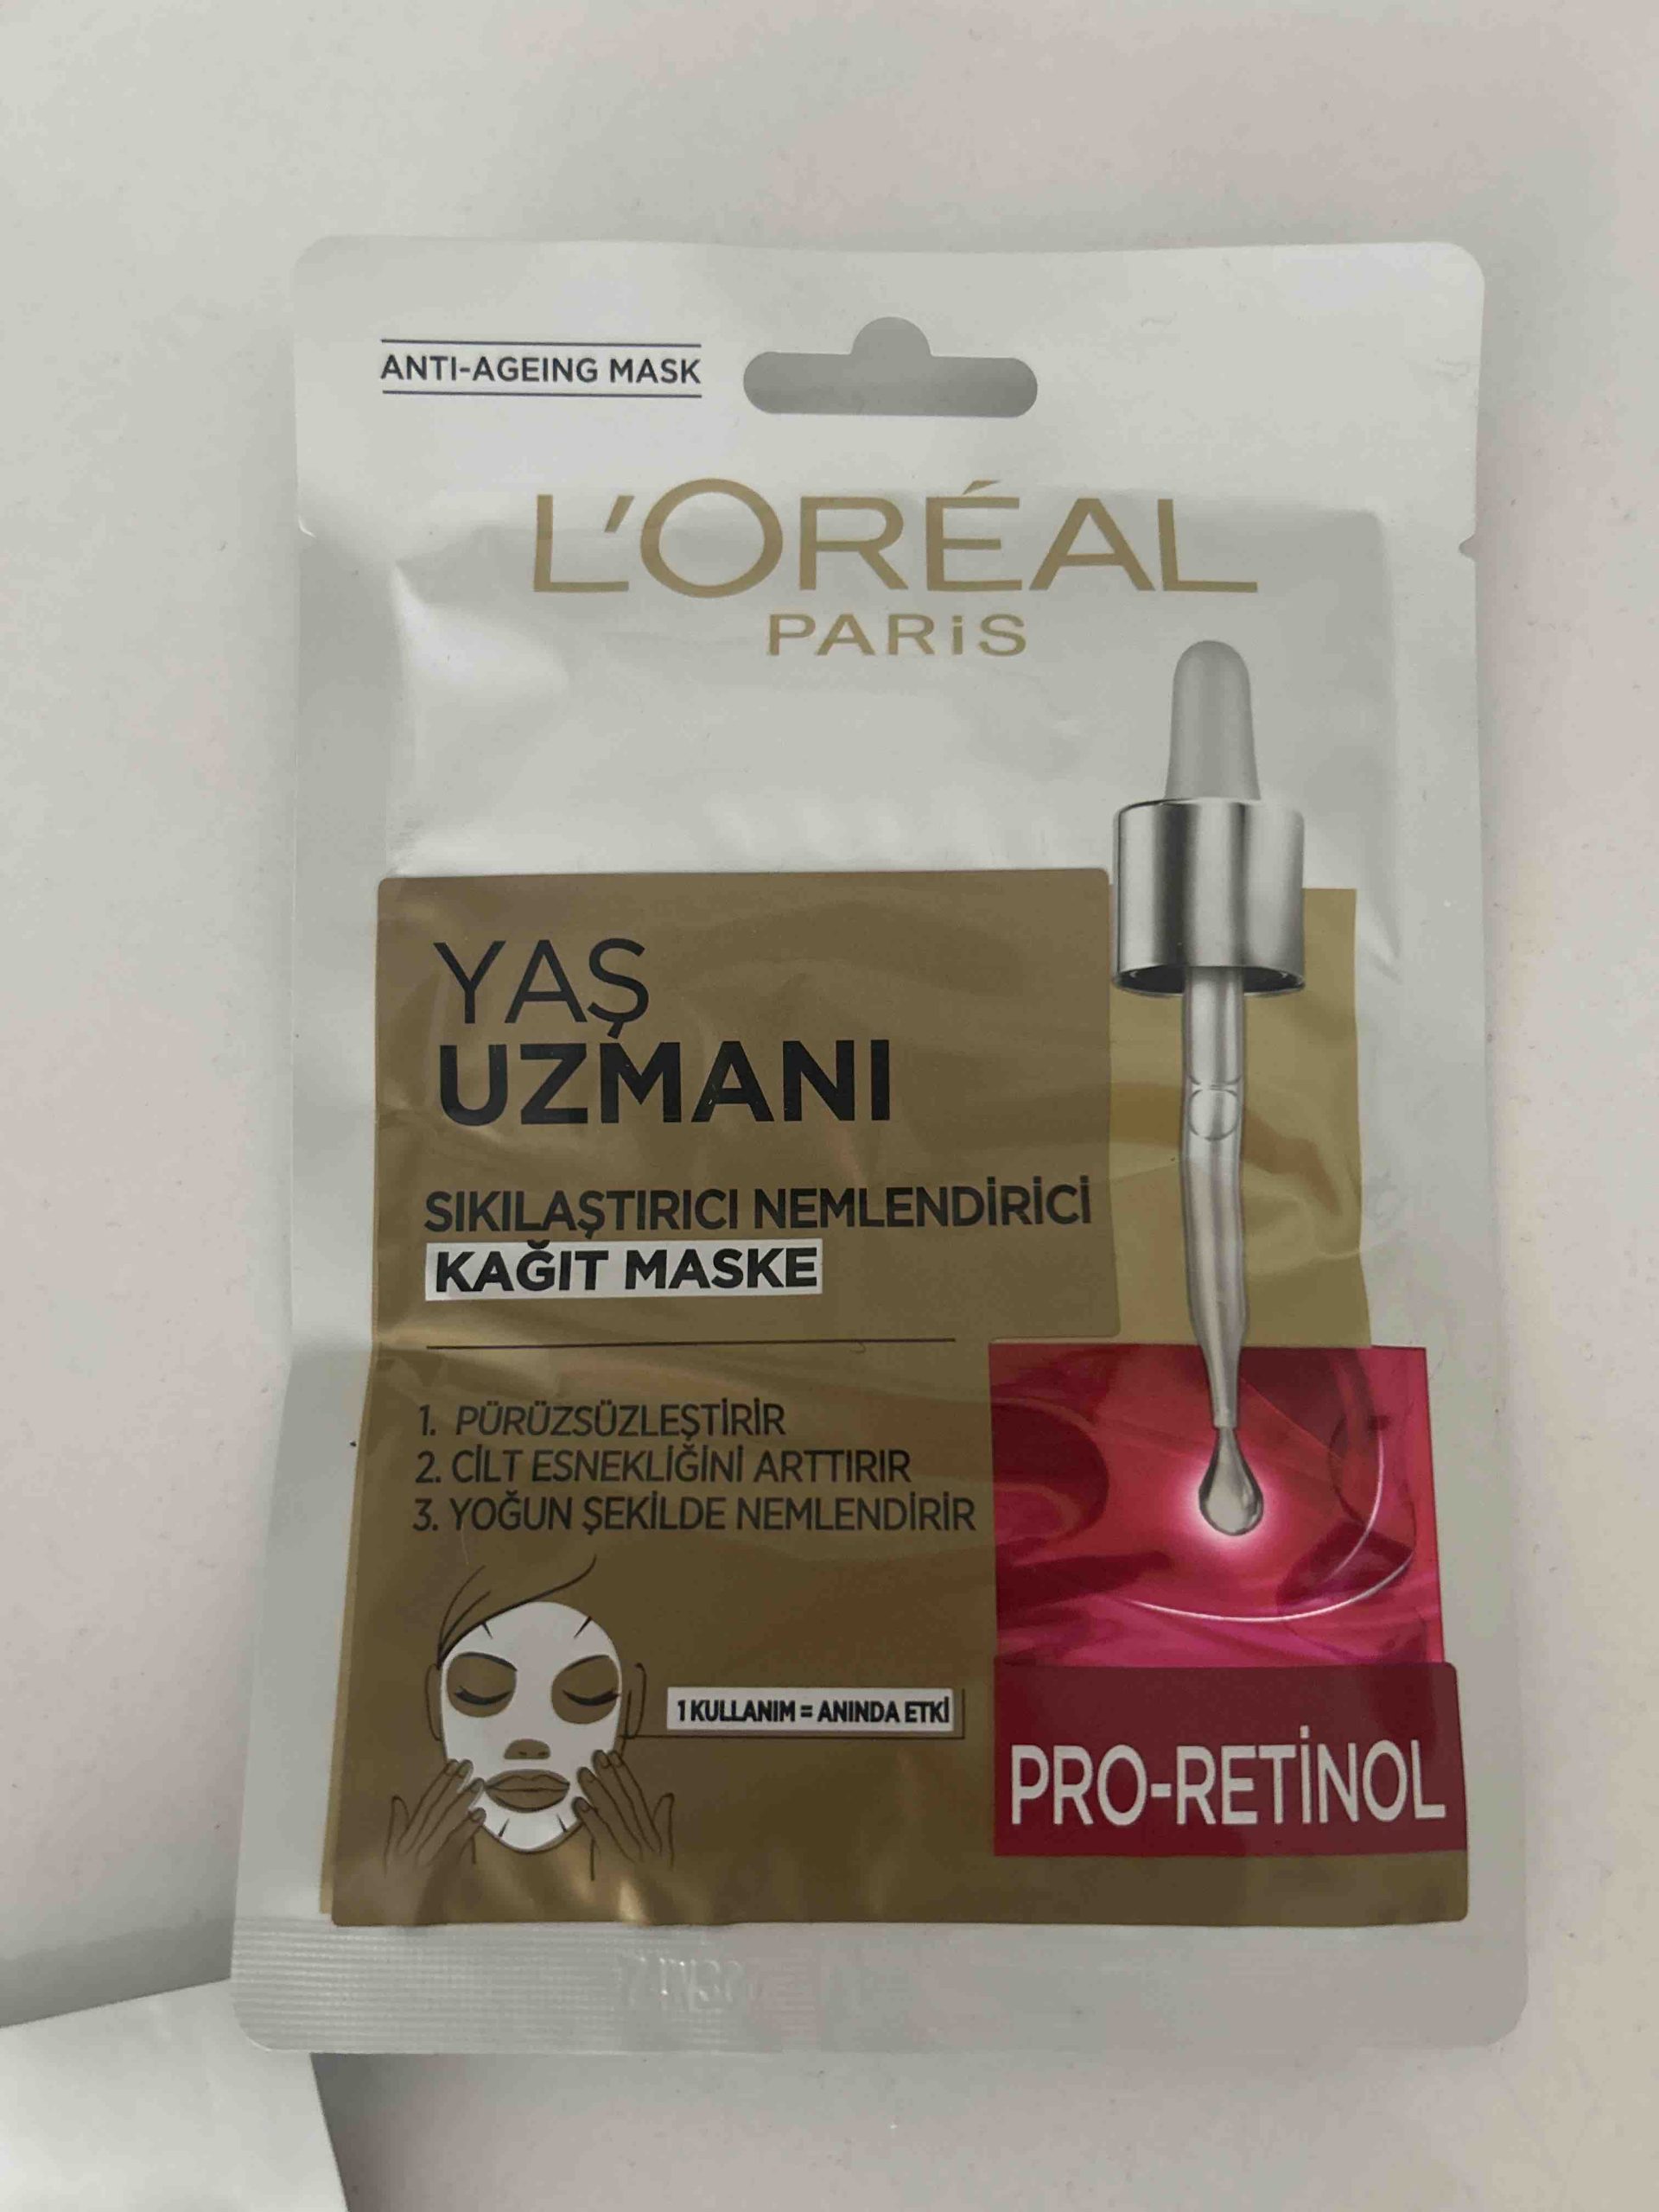 ANTI-AGEING MASK
L'ORÉAL
PARiS
YAŞ
UZMANI
SIKILAŞTIRICI NEMLENDİRİCİ
KAĞIT MASKE
1. PÜRÜZSÜZLEŞTİRİR
2. CİLT ESNEKLİĞİNİ ARTTIRIR
3. YOĞUN ŞEKİLDE NEMLENDİRİR
1 KULLANIM = ANINDA ETKİ
PRO-RETİNOL